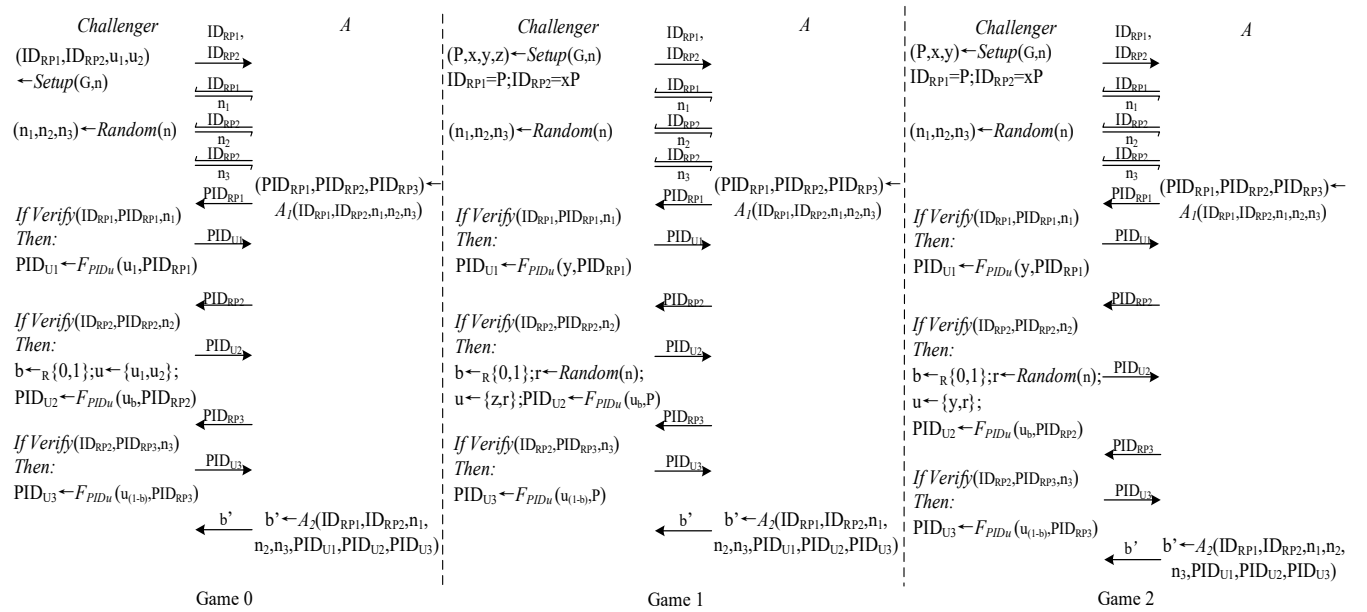 Challenger
ID_RP1,
ID_RP2
A
(ID_RP1,ID_RP2,u_1,u_2)
←Setup(G,n)
ID_RP1
n_1
(n_1,n_2,n_3)←Random(n)
ID_RP2
n_2
ID_RP2
n_3
(PID_RP1,PID_RP2,PID_RP3)←
A_1(ID_RP1,ID_RP2,n_1,n_2,n_3)
PID_RP1
If Verify(ID_RP1,PID_RP1,n_1)
Then:
PID_U1
PID_U1←F_PIDu(u_1,PID_RP1)
PID_RP2
If Verify(ID_RP2,PID_RP2,n_2)
Then:
PID_U2
b←_R{0,1};u←{u_1,u_2};
PID_U2←F_PIDu(u_b,PID_RP2)
PID_RP3
If Verify(ID_RP2,PID_RP3,n_3)
Then:
PID_U3
PID_U3←F_PIDu(u_(1-b),PID_RP3)
b’
b’←A_2(ID_RP1,ID_RP2,n_1,
n_2,n_3,PID_U1,PID_U2,PID_U3)
Game 0
Challenger
ID_RP1,
ID_RP2
A
(P,x,y,z)←Setup(G,n)
ID_RP1=P;ID_RP2=xP
ID_RP1
n_1
(n_1,n_2,n_3)←Random(n)
ID_RP2
n_2
ID_RP2
n_3
(PID_RP1,PID_RP2,PID_RP3)←
A_1(ID_RP1,ID_RP2,n_1,n_2,n_3)
PID_RP1
If Verify(ID_RP1,PID_RP1,n_1)
Then:
PID_U1
PID_U1←F_PIDu(y,PID_RP1)
PID_RP2
If Verify(ID_RP2,PID_RP2,n_2)
Then:
PID_U2
b←_R{0,1};r←Random(n);
u←{z,r};PID_U2←F_PIDu(u_b,P)
PID_RP3
If Verify(ID_RP2,PID_RP3,n_3)
Then:
PID_U3
PID_U3←F_PIDu(u_(1-b),P)
b’
b’←A_2(ID_RP1,ID_RP2,n_1,
n_2,n_3,PID_U1,PID_U2,PID_U3)
Game 1
Challenger
ID_RP1,
ID_RP2
A
(P,x,y)←Setup(G,n)
ID_RP1=P;ID_RP2=xP
ID_RP1
n_1
(n_1,n_2,n_3)←Random(n)
ID_RP2
n_2
ID_RP2
n_3
(PID_RP1,PID_RP2,PID_RP3)←
A_1(ID_RP1,ID_RP2,n_1,n_2,n_3)
PID_RP1
If Verify(ID_RP1,PID_RP1,n_1)
Then:
PID_U1
PID_U1←F_PIDu(y,PID_RP1)
PID_RP2
If Verify(ID_RP2,PID_RP2,n_2)
Then:
PID_U2
b←_R{0,1};r←Random(n);
u←{y,r};
PID_U2←F_PIDu(u_b,PID_RP2)
PID_RP3
If Verify(ID_RP2,PID_RP3,n_3)
Then:
PID_U3
PID_U3←F_PIDu(u_(1-b),PID_RP3)
b’
b’←A_2(ID_RP1,ID_RP2,n_1,n_2,
n_3,PID_U1,PID_U2,PID_U3)
Game 2